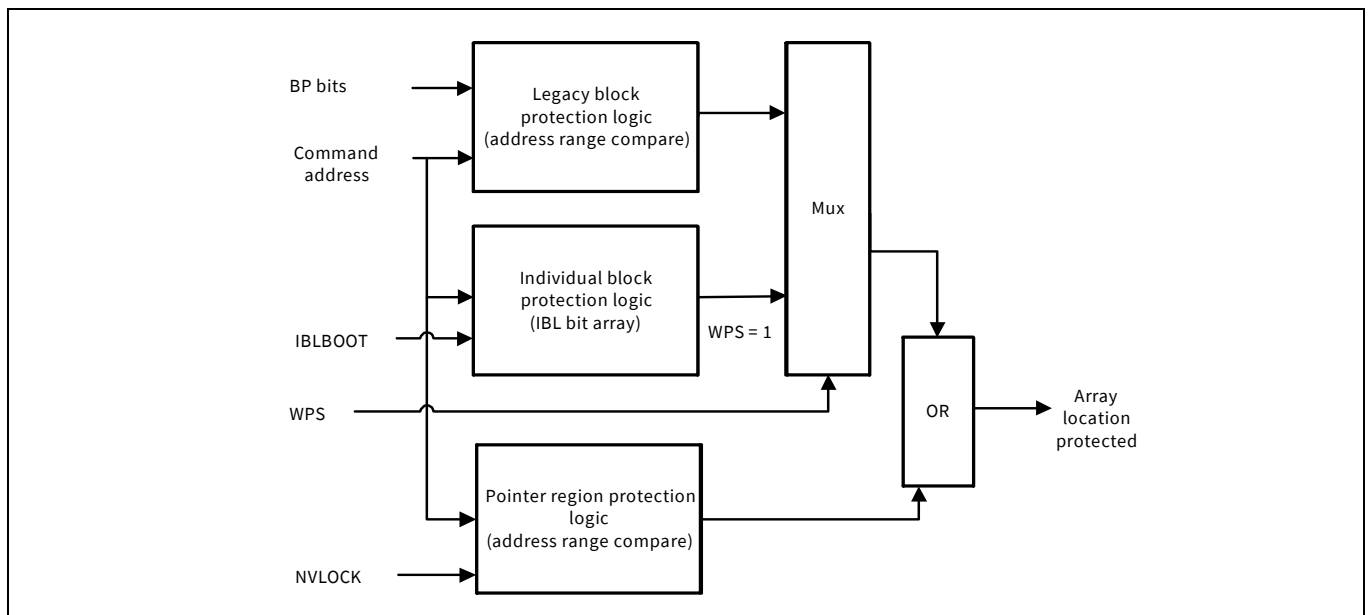 BP bits
Command
address
Legacy block
protection logic
(address range compare)
Mux
Individual block
protection logic
(IBL bit array)
IBLBOOT
WPS = 1
WPS
OR
Array
location
protected
Pointer region protection
logic
(address range compare)
NVLOCK